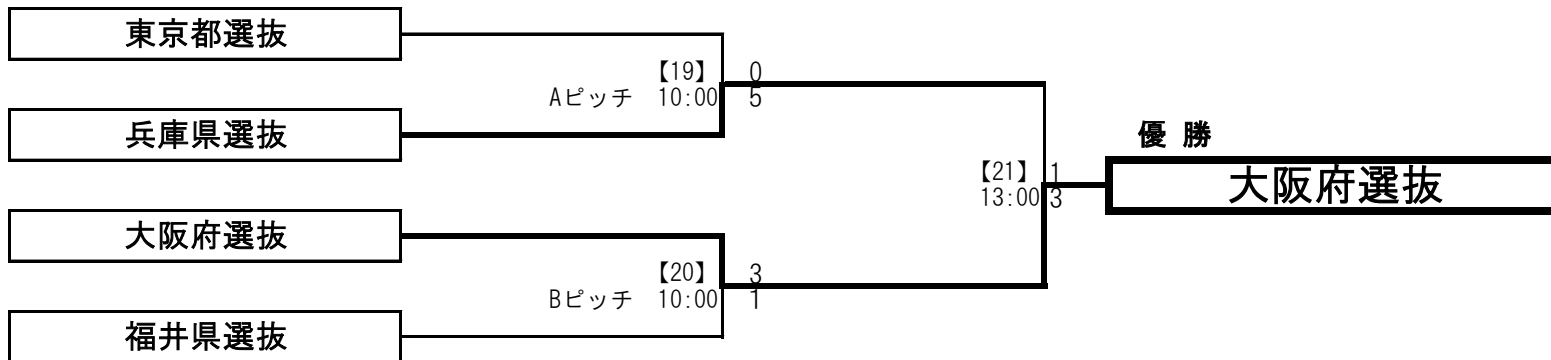 東京都選抜
【19】 0
Aピッチ 10:00 5
兵庫県選抜
優 勝
【21】 1
大阪府選抜
13:00 3
大阪府選抜
【20】 3
Bピッチ 10:00 1
福井県選抜